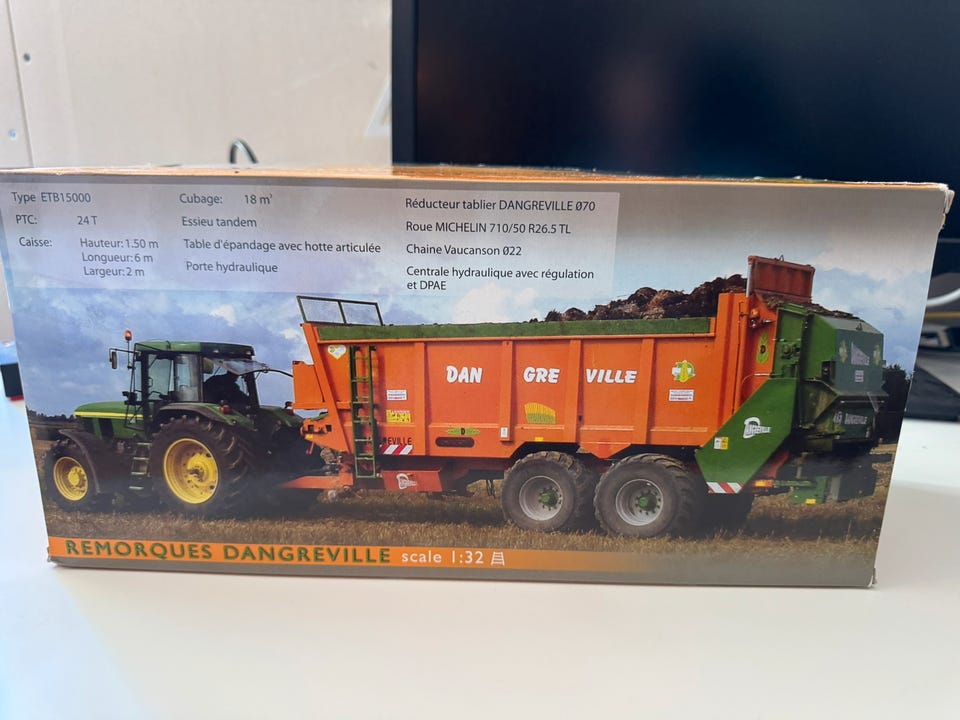 Type ETB15000
PTC: 24 T
Caisse: Hauteur: 1.50 m
Longueur: 6 m
Largeur: 2 m
Cubage: 18 m³
Essieu tandem
Table d'épandage avec hotte articulée
Porte hydraulique
Réducteur tablier DANGREVILLE Ø70
Roue MICHELIN 710/50 R26.5 TL
Chaine Vaucanson Ø22
Centrale hydraulique avec régulation
et DPAE
DAN GRE VILLE
DANGREVILLE
REMORQUES DANGREVILLE scale 1:32